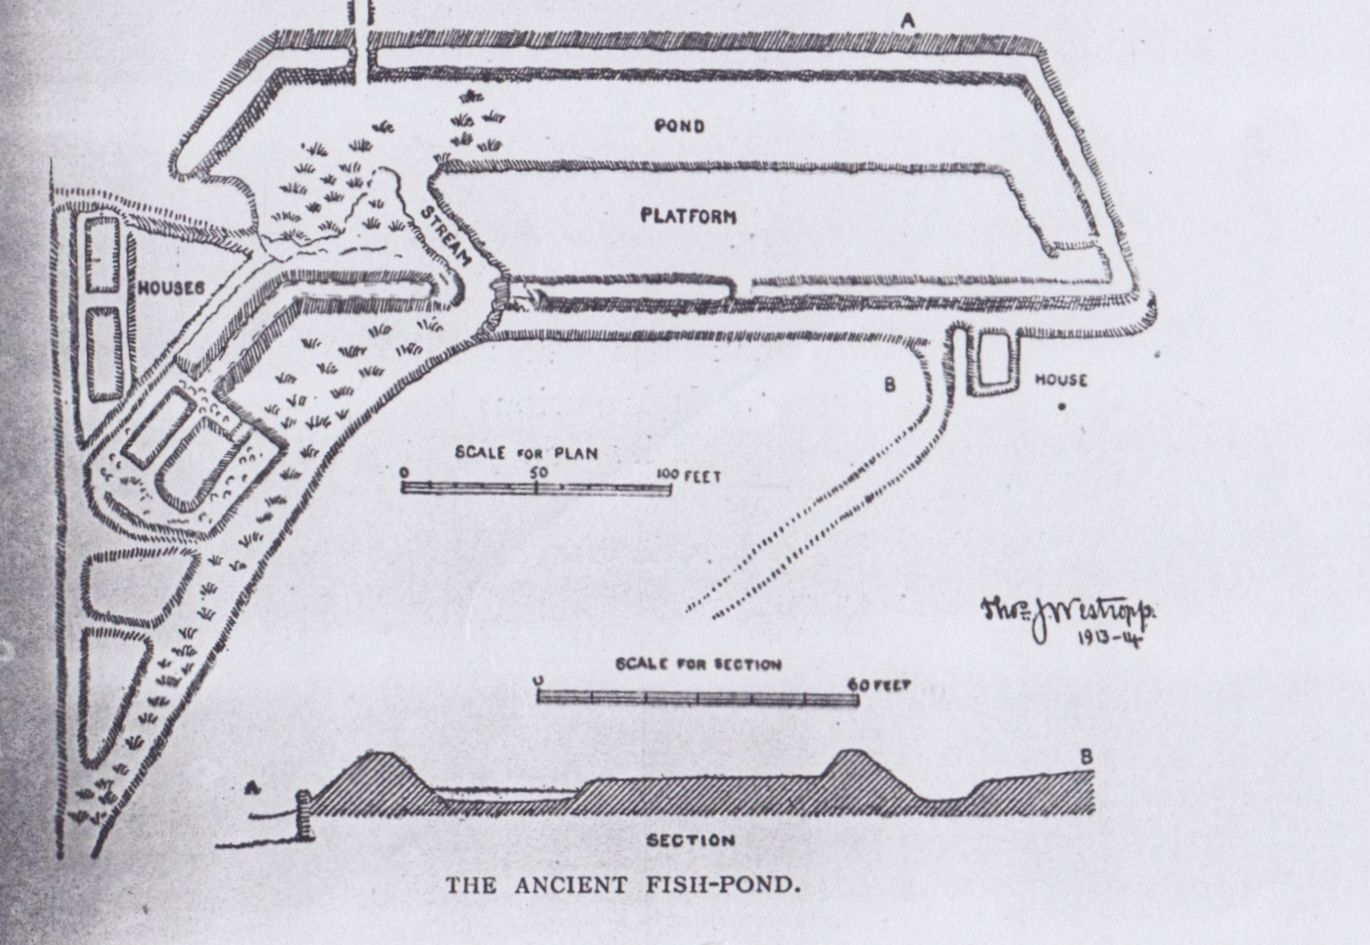 A
POND
PLATFORM
STREAM
HOUSES
B
HOUSE
SCALE FOR PLAN
0 50 100 FEET
Thos. J Westropp.
1913-14
SCALE FOR SECTION
0 60 FEET
A
B
SECTION
THE ANCIENT FISH-POND.